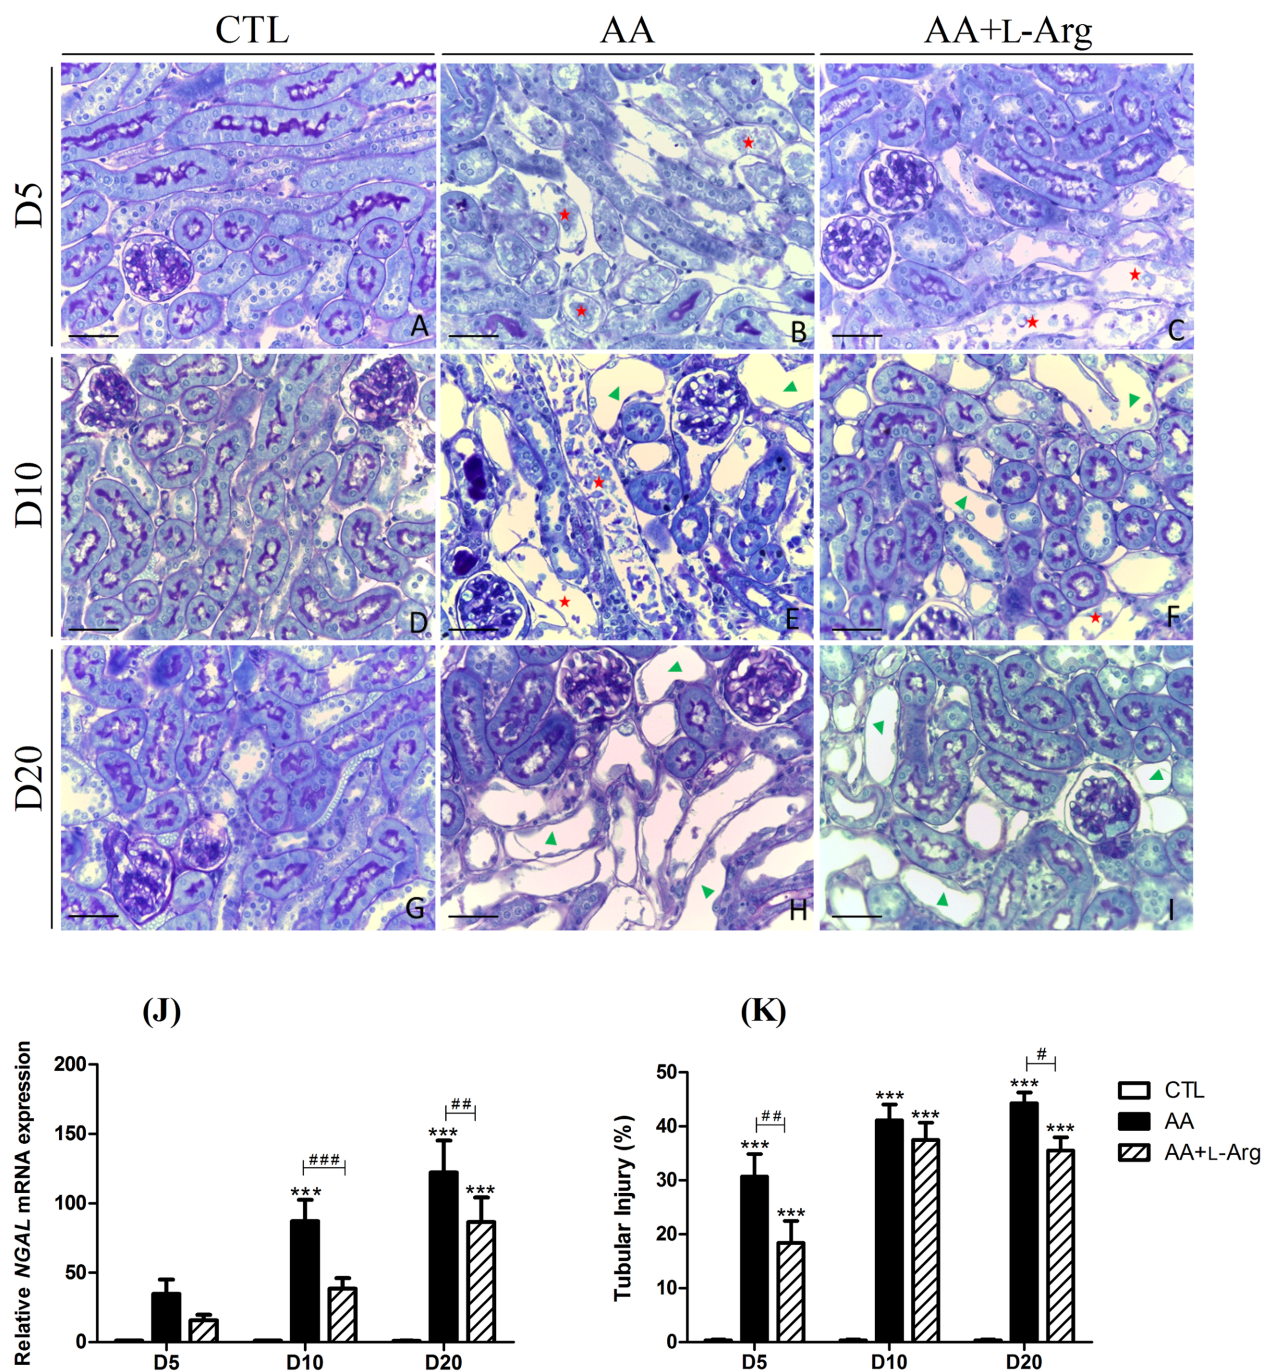 CTL AA AA+L-Arg
D5
A B C
D10
D E F
D20
G H I
(J)
Relative NGAL mRNA expression
200
150
100
50
0
***
###
***
##
***
D5 D10 D20
(K)
Tubular Injury (%)
50
40
30
20
10
0
***
##
***
***
***
***
#
***
D5 D10 D20
CTL
AA
AA+L-Arg